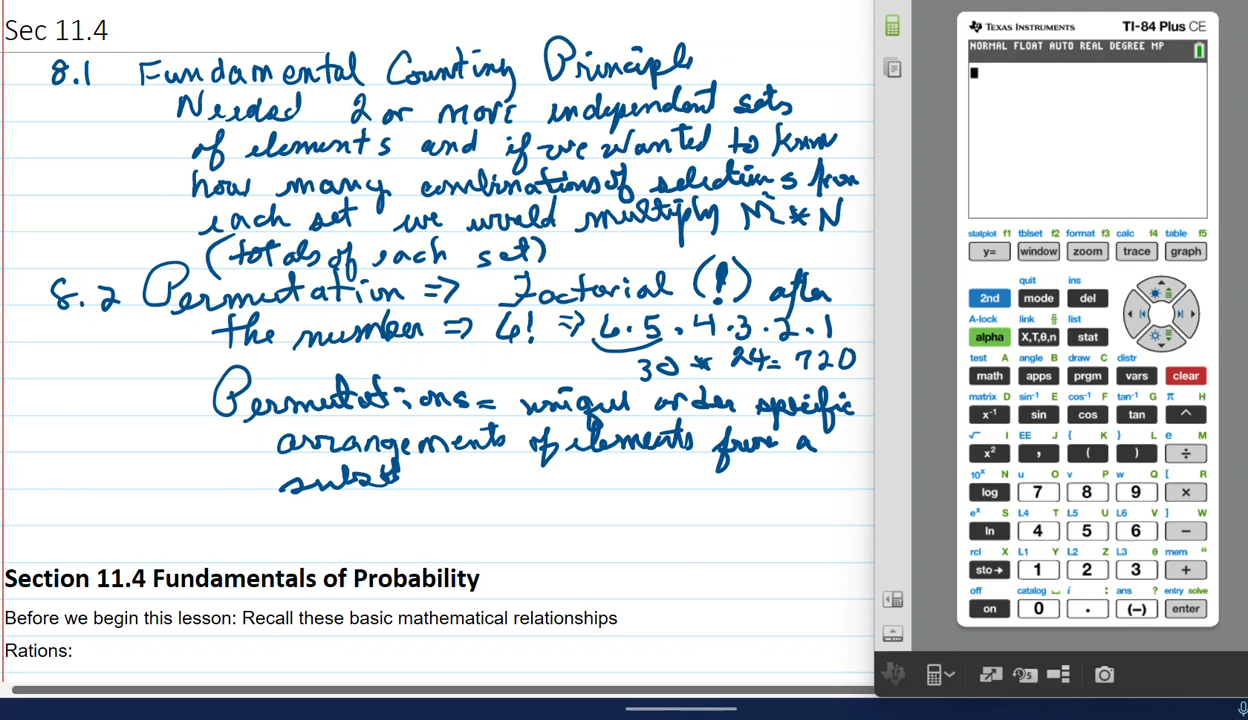 Sec 11.4
8.1 Fundamental Counting Principle
Needed 2 or more independent sets
of elements and if we wanted to know
how many combinations of selections from
each set we would multiply M * N
(totals of each set)
8.2 Permutation => Factorial (!) after
the number => 6! => 6 · 5 · 4 · 3 · 2 · 1
30 * 24 = 720
Permutations = unique order specific
arrangements of elements from a
subset
Section 11.4 Fundamentals of Probability
Before we begin this lesson: Recall these basic mathematical relationships
Rations:
TEXAS INSTRUMENTS TI-84 Plus CE
NORMAL FLOAT AUTO REAL DEGREE MP
statplot f1 tblset f2 format f3 calc f4 table f5
y= window zoom trace graph
quit ins
2nd mode del
A-lock link list
alpha X,T,θ,n stat
test A angle B draw C distr
math apps prgm vars clear
matrix D sin⁻¹ E cos⁻¹ F tan⁻¹ G π H
x⁻¹ sin cos tan ^
√ I EE J { K } L e M
x² , ( ) ÷
10ˣ N u O v P w Q [ R
log 7 8 9 ×
eˣ S L4 T L5 U L6 V ] W
ln 4 5 6 −
rcl X L1 Y L2 Z L3 θ mem "
sto→ 1 2 3 +
off catalog i : ans ? entry solve
on 0 . (−) enter